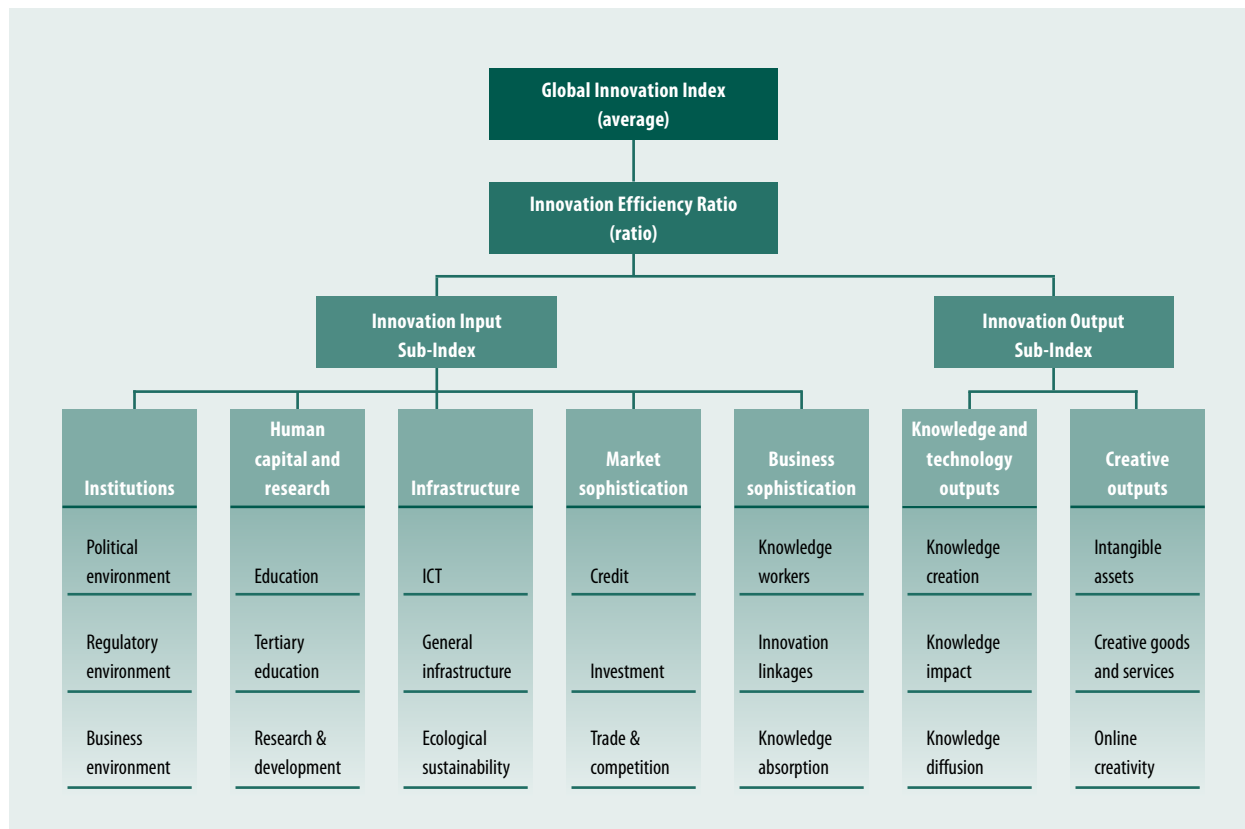 Global Innovation Index
(average)
Innovation Efficiency Ratio
(ratio)
Innovation Input
Sub-Index
Innovation Output
Sub-Index
Institutions
Human
capital and
research
Infrastructure
Market
sophistication
Business
sophistication
Knowledge and
technology
outputs
Creative
outputs
Political
environment
Education
ICT
Credit
Knowledge
workers
Knowledge
creation
Intangible
assets
Regulatory
environment
Tertiary
education
General
infrastructure
Investment
Innovation
linkages
Knowledge
impact
Creative goods
and services
Business
environment
Research &
development
Ecological
sustainability
Trade &
competition
Knowledge
absorption
Knowledge
diffusion
Online
creativity